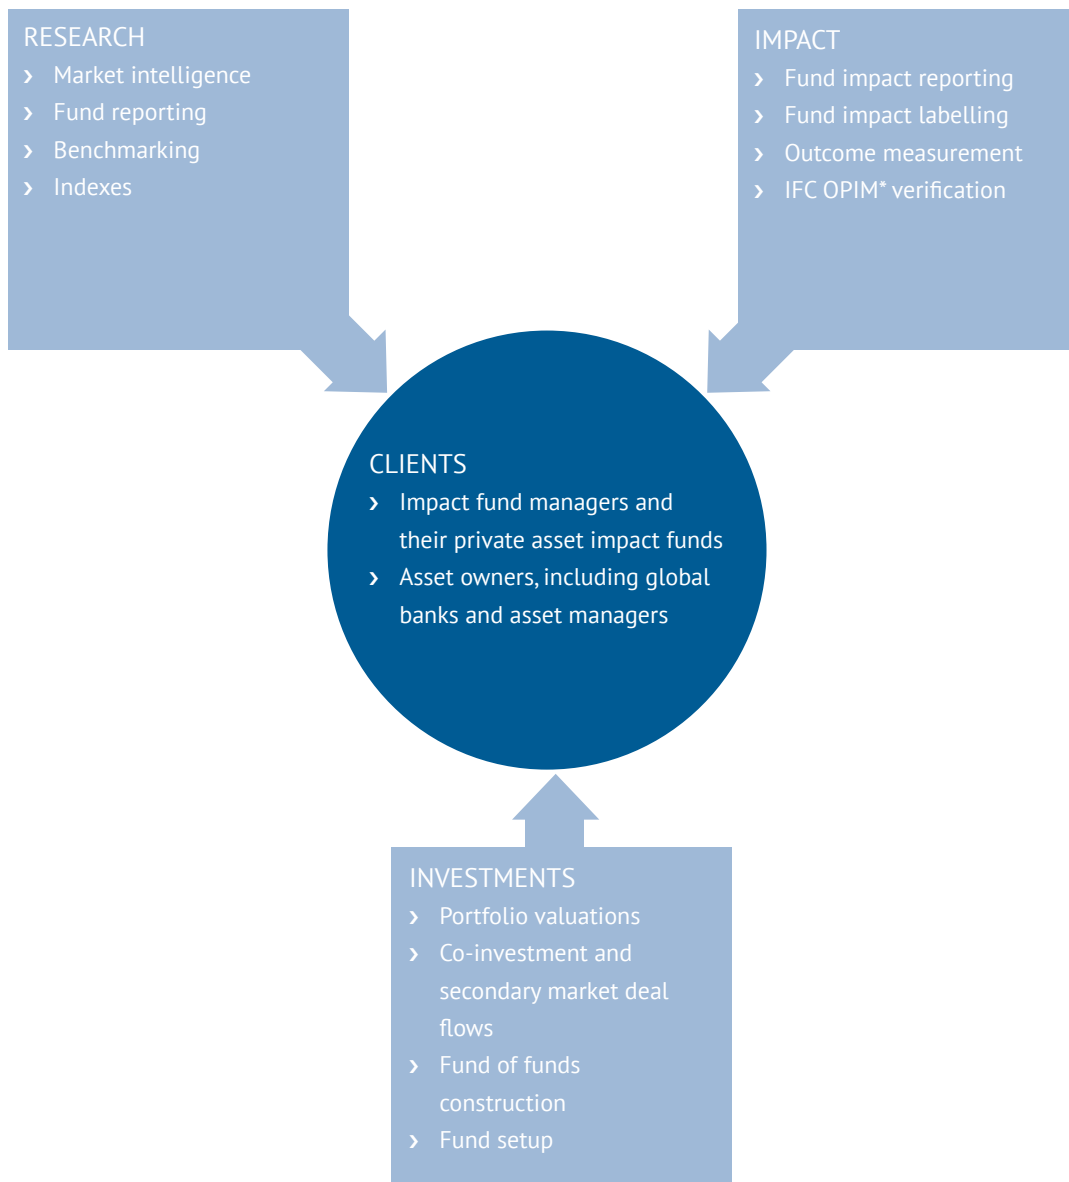 RESEARCH
› Market intelligence
› Fund reporting
› Benchmarking
› Indexes
IMPACT
› Fund impact reporting
› Fund impact labelling
› Outcome measurement
› IFC OPIM* verification
CLIENTS
› Impact fund managers and
their private asset impact funds
› Asset owners, including global
banks and asset managers
INVESTMENTS
› Portfolio valuations
› Co-investment and
secondary market deal
flows
› Fund of funds
construction
› Fund setup